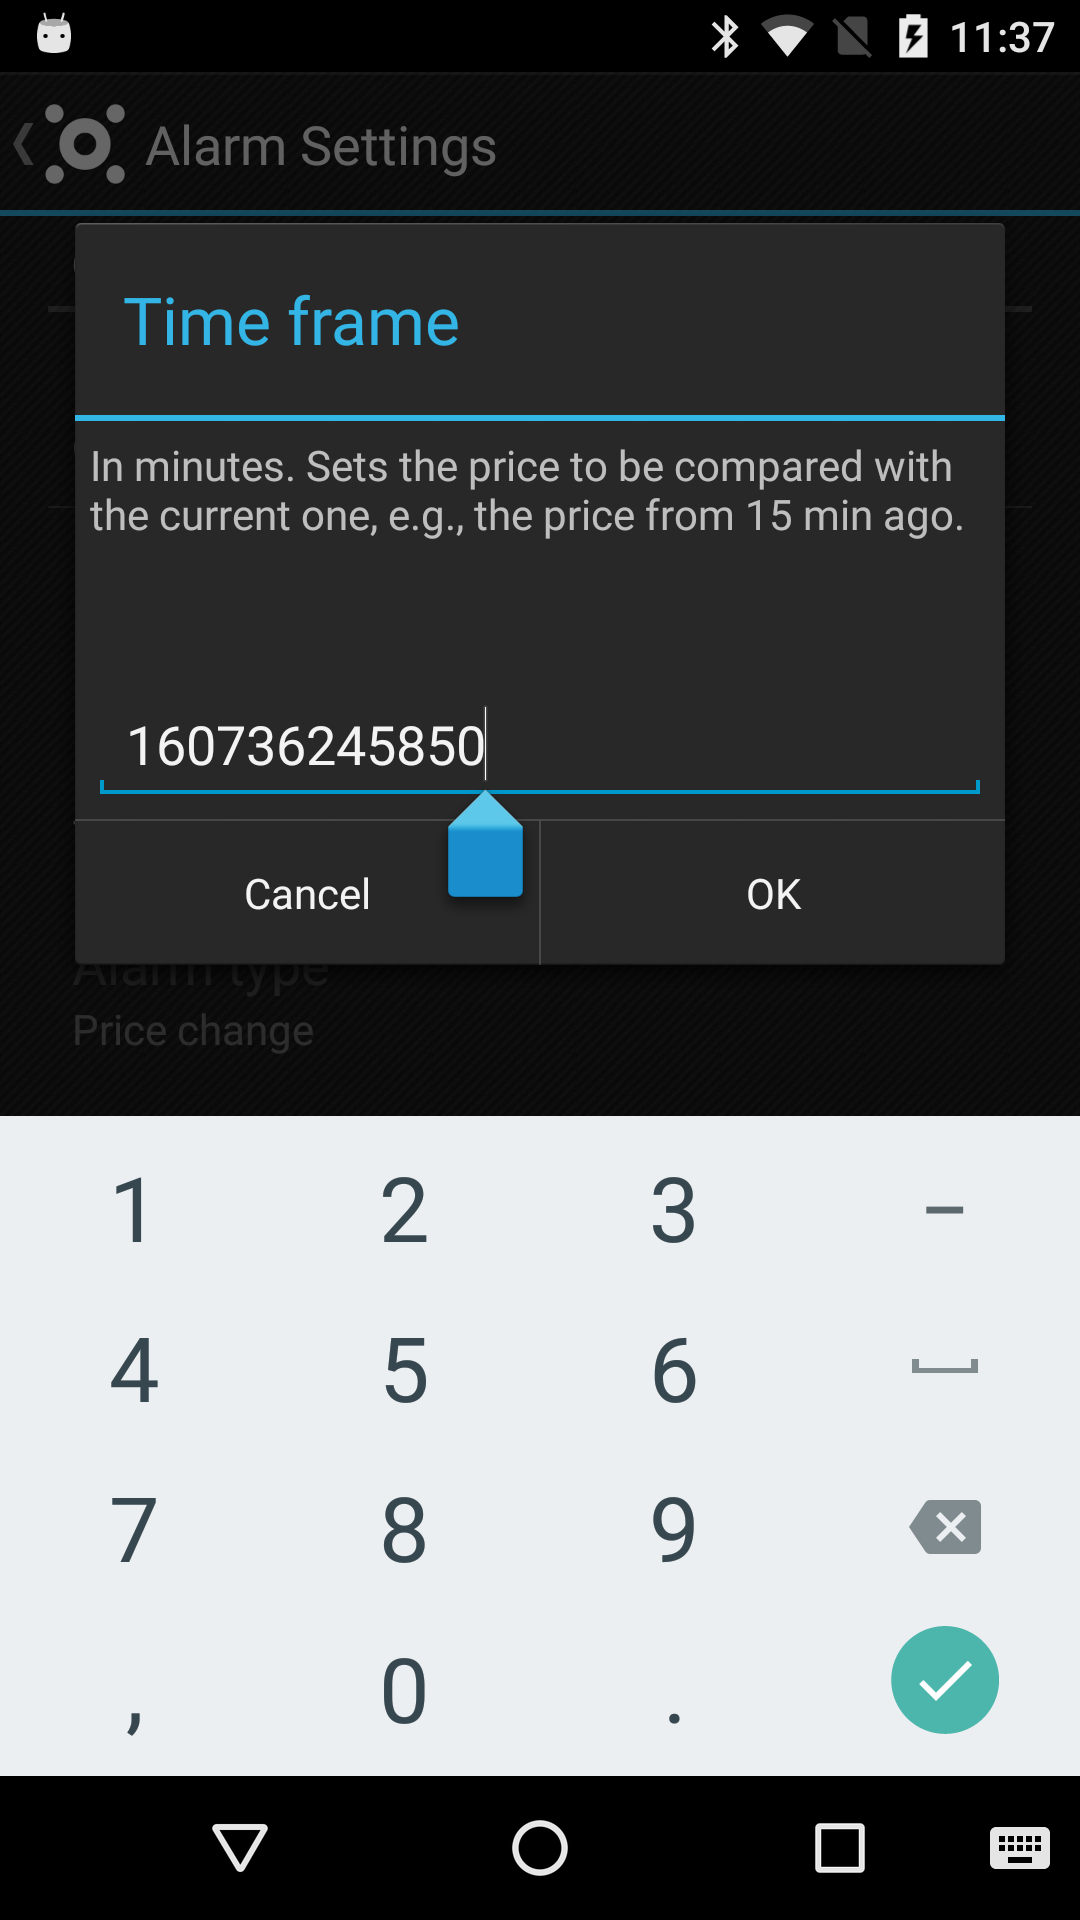 11:37
Alarm Settings
Time frame
In minutes. Sets the price to be compared with
the current one, e.g., the price from 15 min ago.
160736245850
Cancel
OK
Alarm type
Price change
1 2 3 –
4 5 6
7 8 9
, 0 .